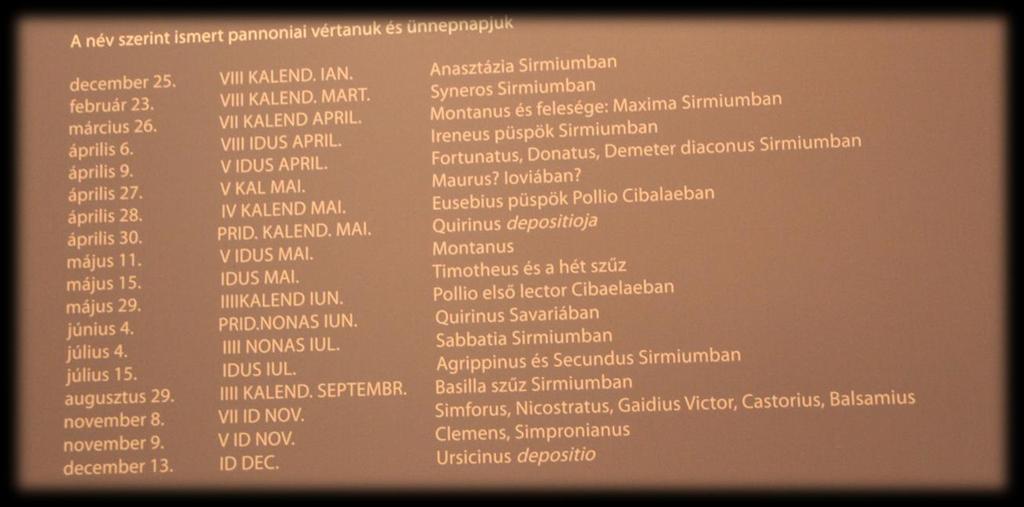 A név szerint ismert pannoniai vértanuk és ünnepnapjuk
december 25. VIII KALEND. IAN. Anasztázia Sirmiumban
február 23. VIII KALEND. MART. Syneros Sirmiumban
március 26. VII KALEND APRIL. Montanus és felesége: Maxima Sirmiumban
április 6. VIII IDUS APRIL. Ireneus püspök Sirmiumban
április 9. V IDUS APRIL. Fortunatus, Donatus, Demeter diaconus Sirmiumban
április 27. V KAL MAI. Maurus? Ioviában?
április 28. IV KALEND MAI. Eusebius püspök Pollio Cibalaeban
április 30. PRID. KALEND. MAI. Quirinus depositioja
május 11. V IDUS MAI. Montanus
május 15. IDUS MAI. Timotheus és a hét szűz
május 29. IIIIKALEND IUN. Pollio első lector Cibaelaeban
június 4. PRID.NONAS IUN. Quirinus Savariában
július 4. IIII NONAS IUL. Sabbatia Sirmiumban
július 15. IDUS IUL. Agrippinus és Secundus Sirmiumban
augusztus 29. IIII KALEND. SEPTEMBR. Basilla szűz Sirmiumban
november 8. VII ID NOV. Simforus, Nicostratus, Gaidius Victor, Castorius, Balsamius
november 9. V ID NOV. Clemens, Simpronianus
december 13. ID DEC. Ursicinus depositio